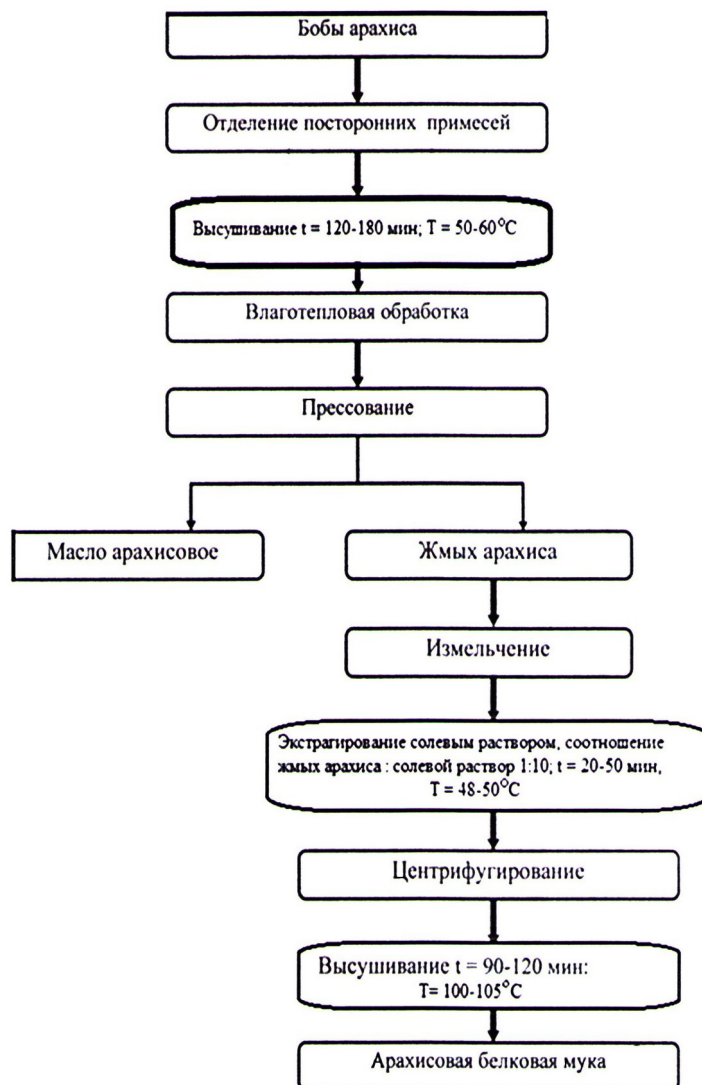 Бобы арахиса
Отделение посторонних примесей
Высушивание t = 120-180 мин; T = 50-60°C
Влаготепловая обработка
Прессование
Масло арахисовое
Жмых арахиса
Измельчение
Экстрагирование солевым раствором, соотношение
жмых арахиса : солевой раствор 1:10; t = 20-50 мин,
T = 48-50°C
Центрифугирование
Высушивание t = 90-120 мин:
T= 100-105°C
Арахисовая белковая мука